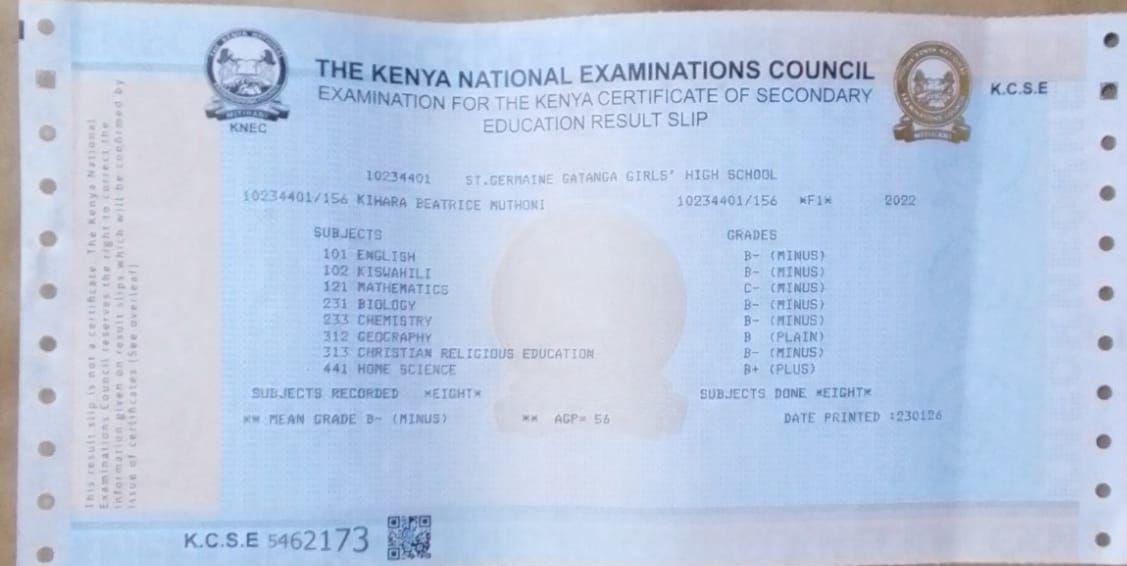 THE KENYA NATIONAL EXAMINATIONS COUNCIL
EXAMINATION FOR THE KENYA CERTIFICATE OF SECONDARY
EDUCATION RESULT SLIP
KNEC
K.C.S.E
10234401 ST.GERMAINE GATANGA GIRLS' HIGH SCHOOL
10234401/156 KIHARA BEATRICE MUTHONI 10234401/156 *F1* 2022
SUBJECTS GRADES
101 ENGLISH B- (MINUS)
102 KISWAHILI B- (MINUS)
121 MATHEMATICS C- (MINUS)
231 BIOLOGY B- (MINUS)
233 CHEMISTRY B- (MINUS)
312 GEOGRAPHY B (PLAIN)
313 CHRISTIAN RELIGIOUS EDUCATION B- (MINUS)
441 HOME SCIENCE B+ (PLUS)
SUBJECTS RECORDED *EIGHT* SUBJECTS DONE *EIGHT*
** MEAN GRADE B- (MINUS) ** AGP= 56 DATE PRINTED :230126
This result slip is not a certificate. The Kenya National
Examinations Council reserves the right to correct the
information given on result slips which will be confirmed by
issue of certificates (See overleaf)
K.C.S.E 5462173